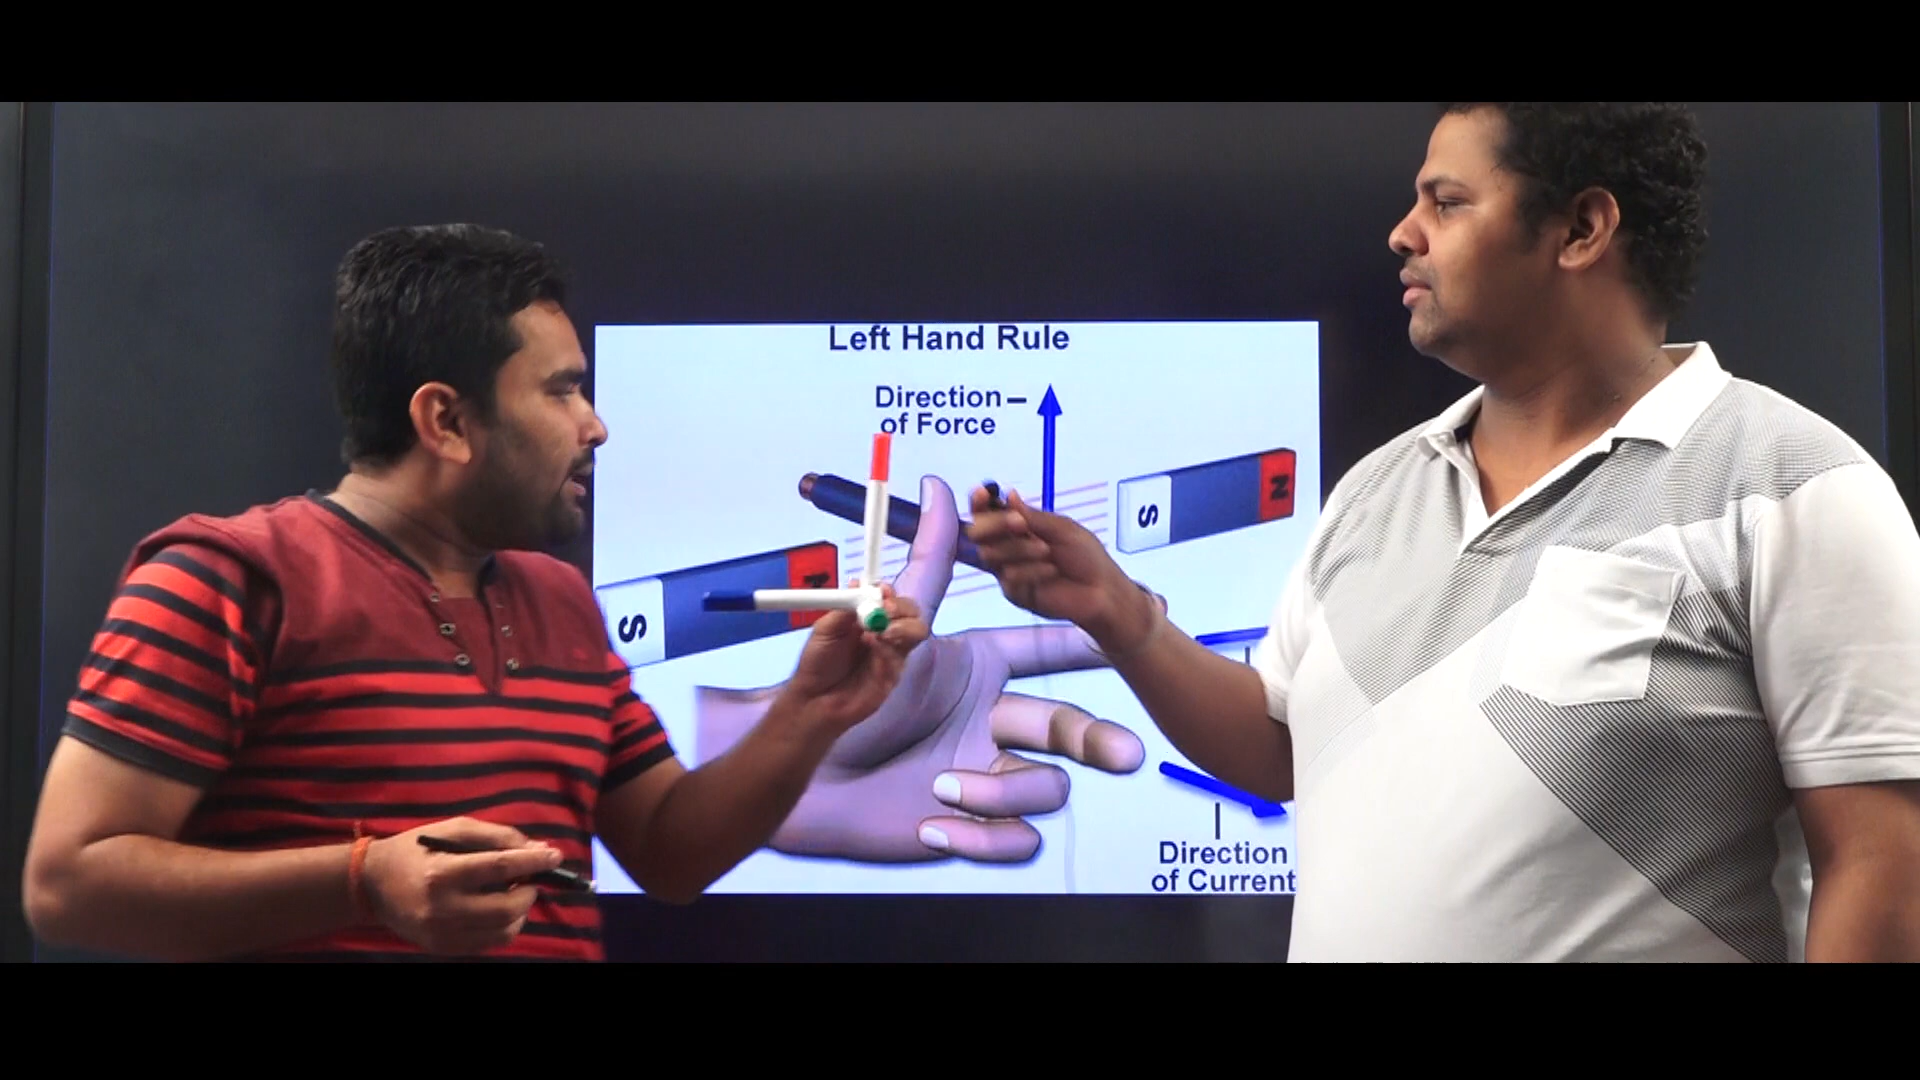 Left Hand Rule
Direction
of Force
S
N
S
N
Direction
of Current